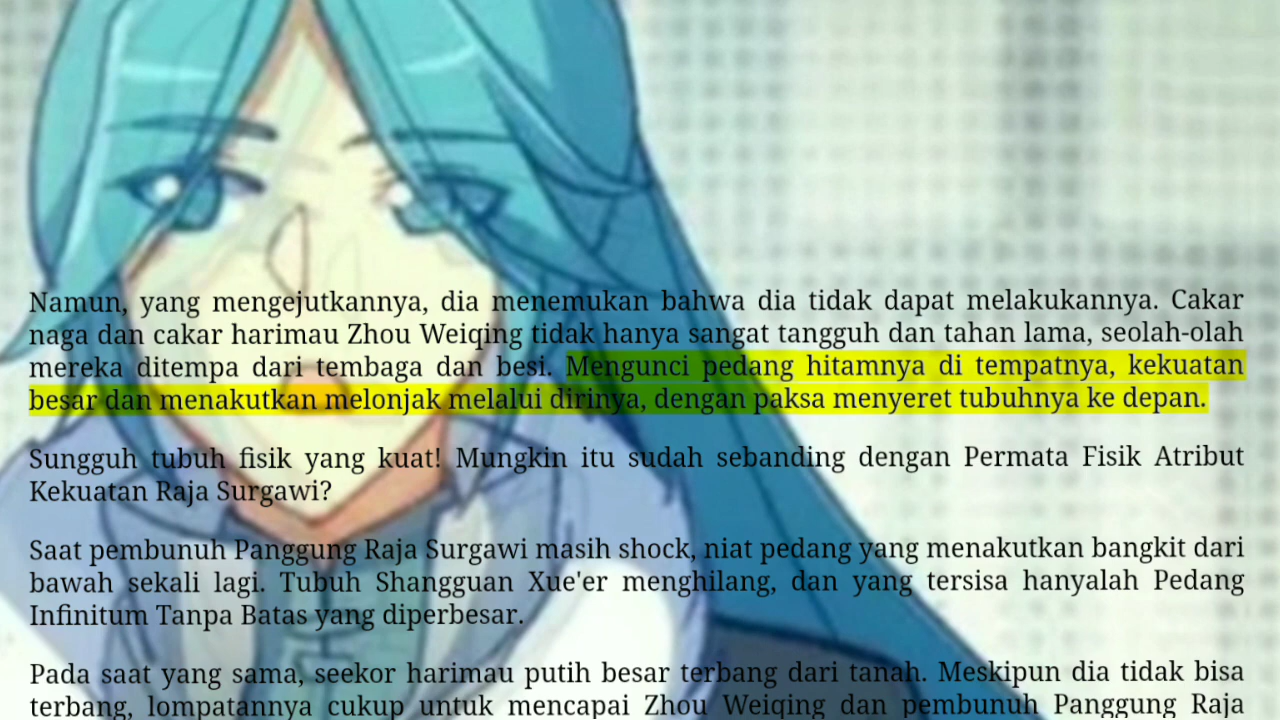 Namun, yang mengejutkannya, dia menemukan bahwa dia tidak dapat melakukannya. Cakar
naga dan cakar harimau Zhou Weiqing tidak hanya sangat tangguh dan tahan lama, seolah-olah
mereka ditempa dari tembaga dan besi. Mengunci pedang hitamnya di tempatnya, kekuatan
besar dan menakutkan melonjak melalui dirinya, dengan paksa menyeret tubuhnya ke depan.
Sungguh tubuh fisik yang kuat! Mungkin itu sudah sebanding dengan Permata Fisik Atribut
Kekuatan Raja Surgawi?
Saat pembunuh Panggung Raja Surgawi masih shock, niat pedang yang menakutkan bangkit dari
bawah sekali lagi. Tubuh Shangguan Xue'er menghilang, dan yang tersisa hanyalah Pedang
Infinitum Tanpa Batas yang diperbesar.
Pada saat yang sama, seekor harimau putih besar terbang dari tanah. Meskipun dia tidak bisa
terbang, lompatannya cukup untuk mencapai Zhou Weiqing dan pembunuh Panggung Raja